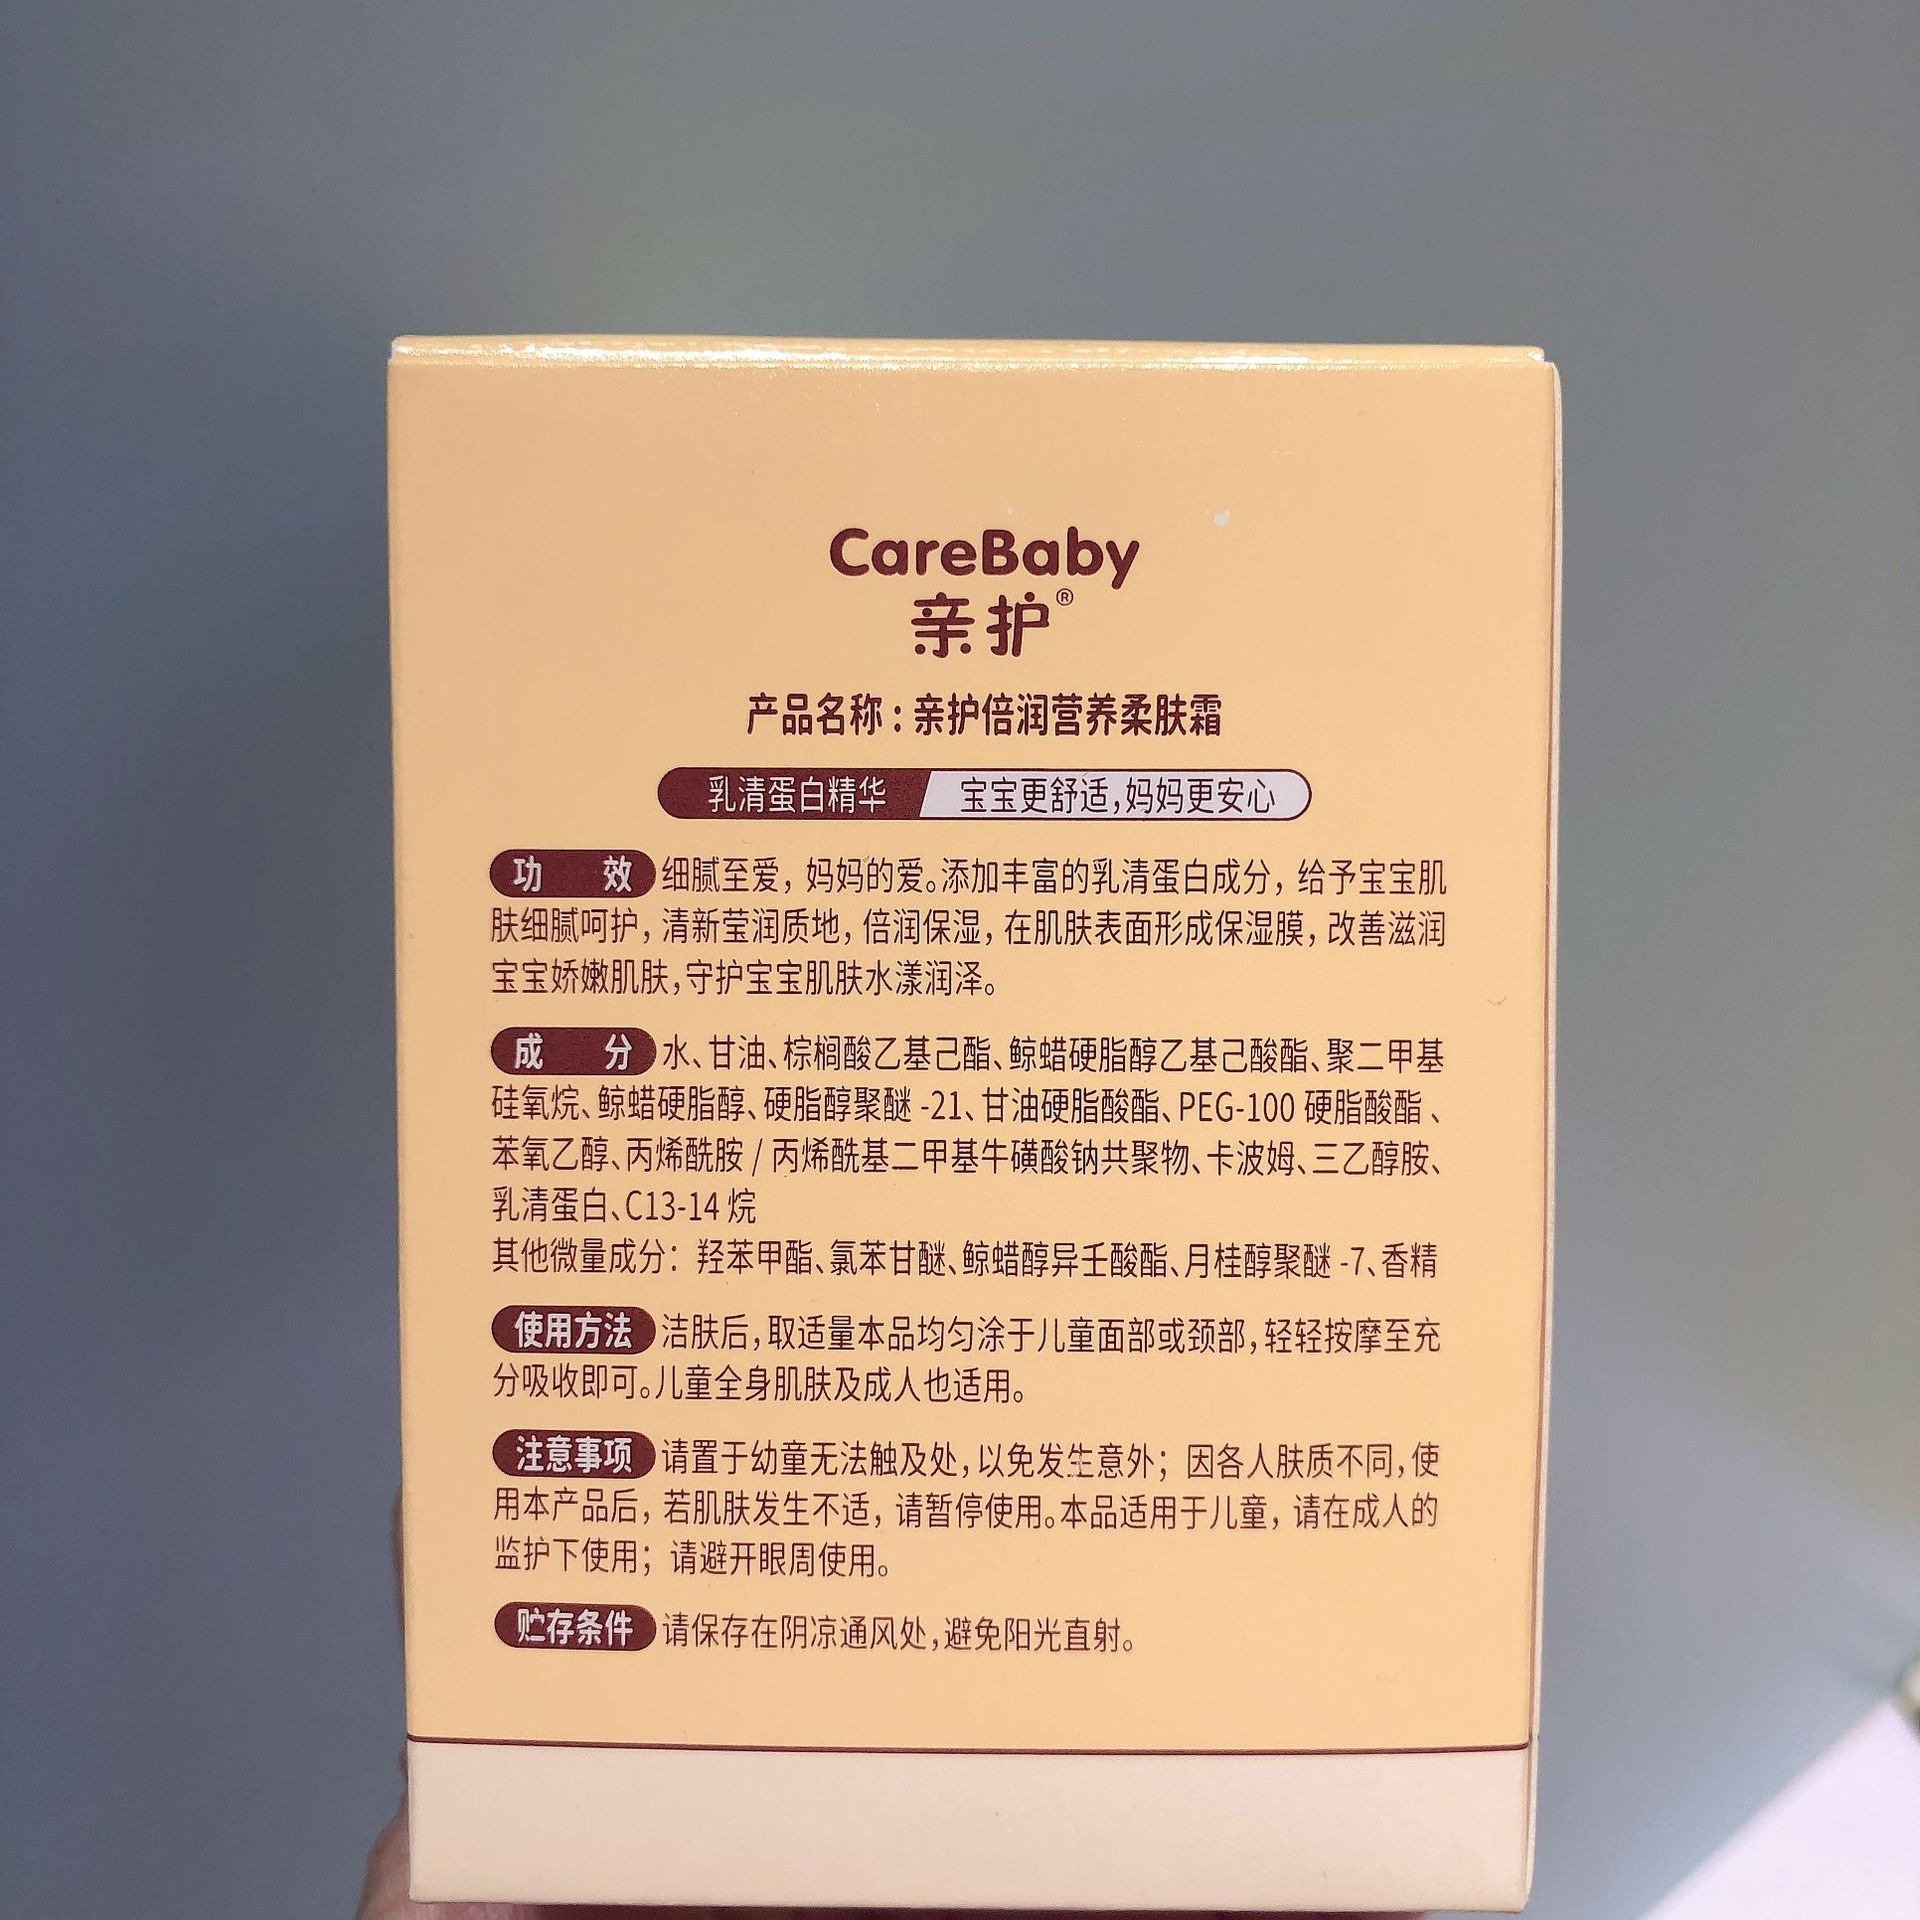 CareBaby
亲护®
产品名称：亲护倍润营养柔肤霜
乳清蛋白精华 宝宝更舒适,妈妈更安心
功 效 细腻至爱，妈妈的爱。添加丰富的乳清蛋白成分，给予宝宝肌
肤细腻呵护，清新莹润质地，倍润保湿，在肌肤表面形成保湿膜，改善滋润
宝宝娇嫩肌肤，守护宝宝肌肤水漾润泽。
成 分 水、甘油、棕榈酸乙基己酯、鲸蜡硬脂醇乙基己酸酯、聚二甲基
硅氧烷、鲸蜡硬脂醇、硬脂醇聚醚 -21、甘油硬脂酸酯、PEG-100 硬脂酸酯 、
苯氧乙醇、丙烯酰胺 / 丙烯酰基二甲基牛磺酸钠共聚物、卡波姆、三乙醇胺、
乳清蛋白、C13-14 烷
其他微量成分：羟苯甲酯、氯苯甘醚、鲸蜡醇异壬酸酯、月桂醇聚醚 -7、香精
使用方法 洁肤后，取适量本品均匀涂于儿童面部或颈部，轻轻按摩至充
分吸收即可。儿童全身肌肤及成人也适用。
注意事项 请置于幼童无法触及处，以免发生意外；因各人肤质不同，使
用本产品后，若肌肤发生不适，请暂停使用。本品适用于儿童，请在成人的
监护下使用；请避开眼周使用。
贮存条件 请保存在阴凉通风处，避免阳光直射。